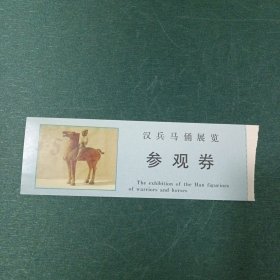 汉兵马俑展览
参观券
The exhibition of the Han figurines
of warriors and horses